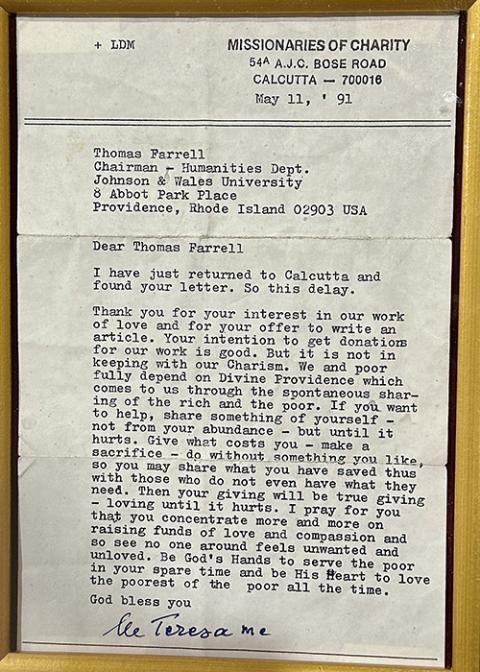 + LDM
MISSIONARIES OF CHARITY
54A A.J.C. BOSE ROAD
CALCUTTA — 700016
May 11, ' 91
Thomas Farrell
Chairman - Humanities Dept.
Johnson & Wales University
8 Abbot Park Place
Providence, Rhode Island 02903 USA
Dear Thomas Farrell
I have just returned to Calcutta and
found your letter. So this delay.
Thank you for your interest in our work
of love and for your offer to write an
article. Your intention to get donations
for our work is good. But it is not in
keeping with our Charism. We and poor
fully depend on Divine Providence which
comes to us through the spontaneous shar-
ing of the rich and the poor. If you want
to help, share something of yourself -
not from your abundance - but until it
hurts. Give what costs you - make a
sacrifice - do without something you like,
so you may share what you have saved thus
with those who do not even have what they
need. Then your giving will be true giving
- loving until it hurts. I pray for you
that you concentrate more and more on
raising funds of love and compassion and
so see no one around feels unwanted and
unloved. Be God's Hands to serve the poor
in your spare time and be His Heart to love
the poorest of the poor all the time.
God bless you
Teresa mc